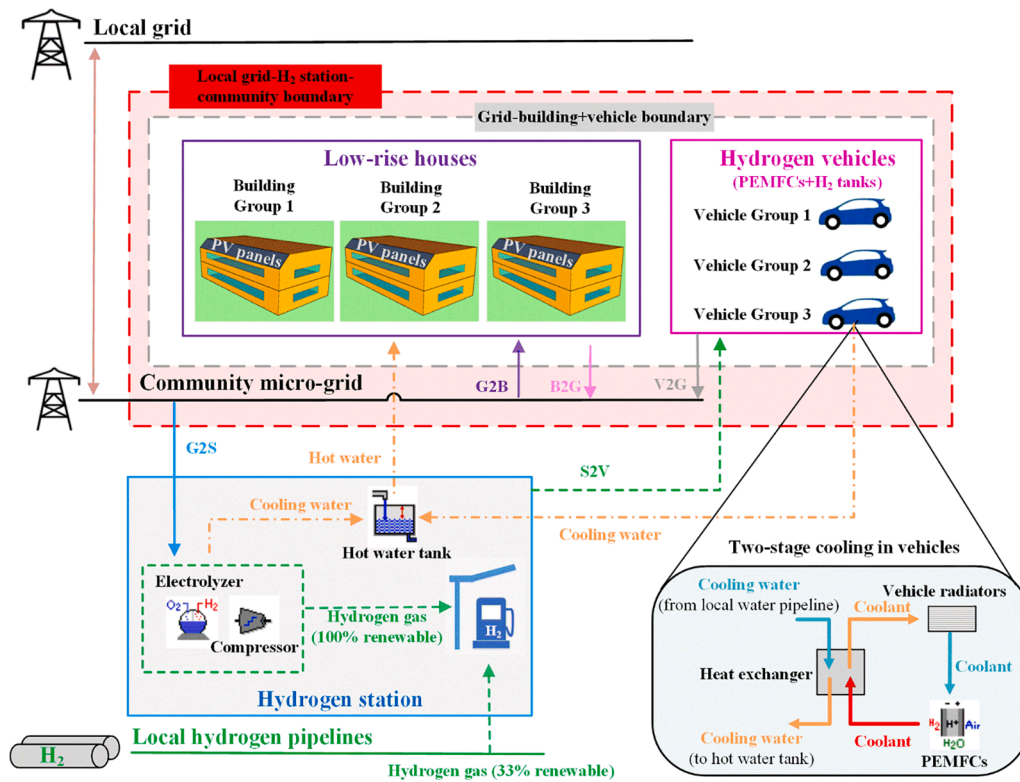 Local grid
Local grid-H₂ station-
community boundary
Grid-building+vehicle boundary
Low-rise houses
Building
Group 1
Building
Group 2
Building
Group 3
PV panels
PV panels
PV panels
Hydrogen vehicles
(PEMFCs+H₂ tanks)
Vehicle Group 1
Vehicle Group 2
Vehicle Group 3
Community micro-grid
G2B
B2G
V2G
G2S
Hot water
S2V
Cooling water
Hot water tank
Cooling water
Electrolyzer
O₂
H₂
Compressor
Hydrogen gas
(100% renewable)
H₂
Hydrogen station
H₂
Local hydrogen pipelines
Hydrogen gas (33% renewable)
Two-stage cooling in vehicles
Cooling water
(from local water pipeline)
Vehicle radiators
Coolant
Heat exchanger
Coolant
Cooling water
(to hot water tank)
Coolant
- +
H₂
H⁺
Air
H₂O
PEMFCs